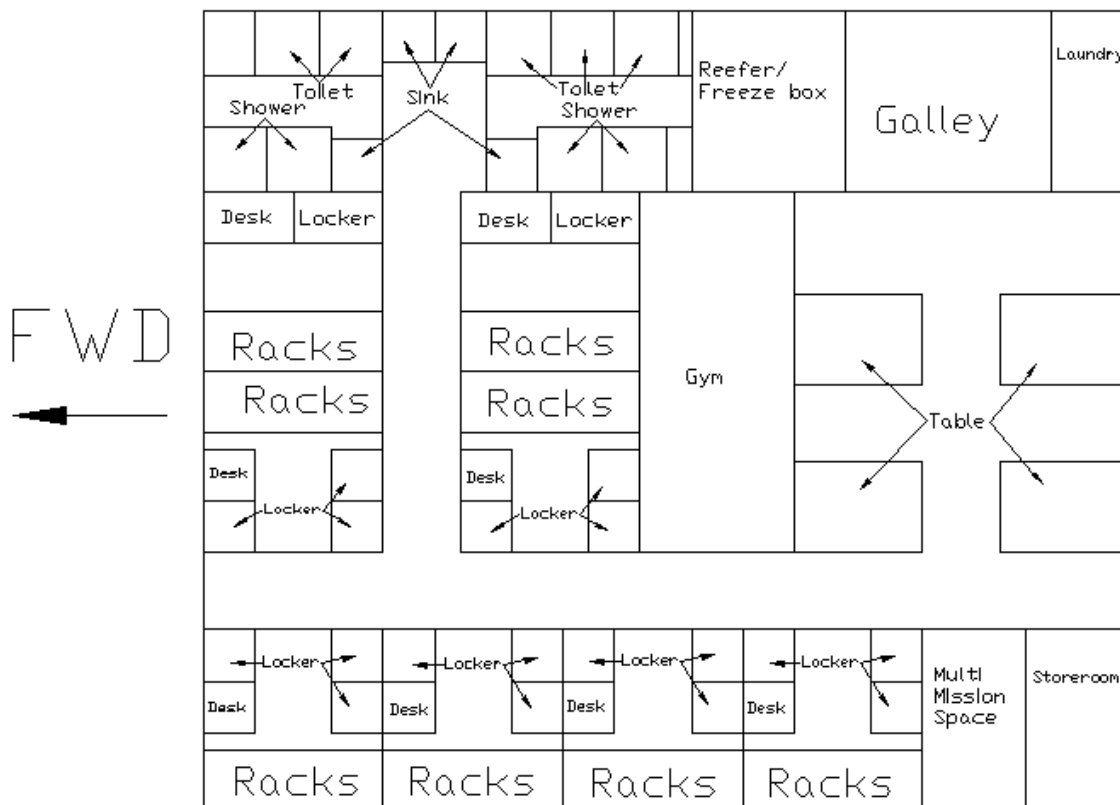 Reefer/
Freeze box
Galley
Laundry
Toilet
Sink
Toilet
Shower
Shower
Desk
Locker
Desk
Locker
FWD
Racks
Racks
Racks
Racks
Gym
Table
Desk
Locker
Desk
Locker
Locker
Locker
Locker
Locker
Desk
Desk
Desk
Desk
Multi
Mission
Space
Storeroom
Racks
Racks
Racks
Racks